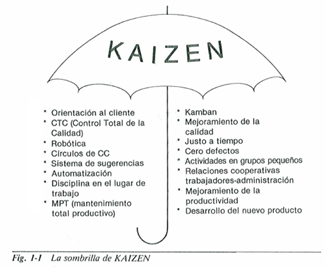 KAIZEN
* Orientación al cliente
* CTC (Control Total de la
Calidad)
* Robótica
* Círculos de CC
* Sistema de sugerencias
* Automatización
* Disciplina en el lugar de
trabajo
* MPT (mantenimiento
total productivo)
* Kamban
* Mejoramiento de la
calidad
* Justo a tiempo
* Cero defectos
* Actividades en grupos pequeños
* Relaciones cooperativas
trabajadores-administración
* Mejoramiento de la
productividad
* Desarrollo del nuevo producto
Fig. 1-1 La sombrilla de KAIZEN